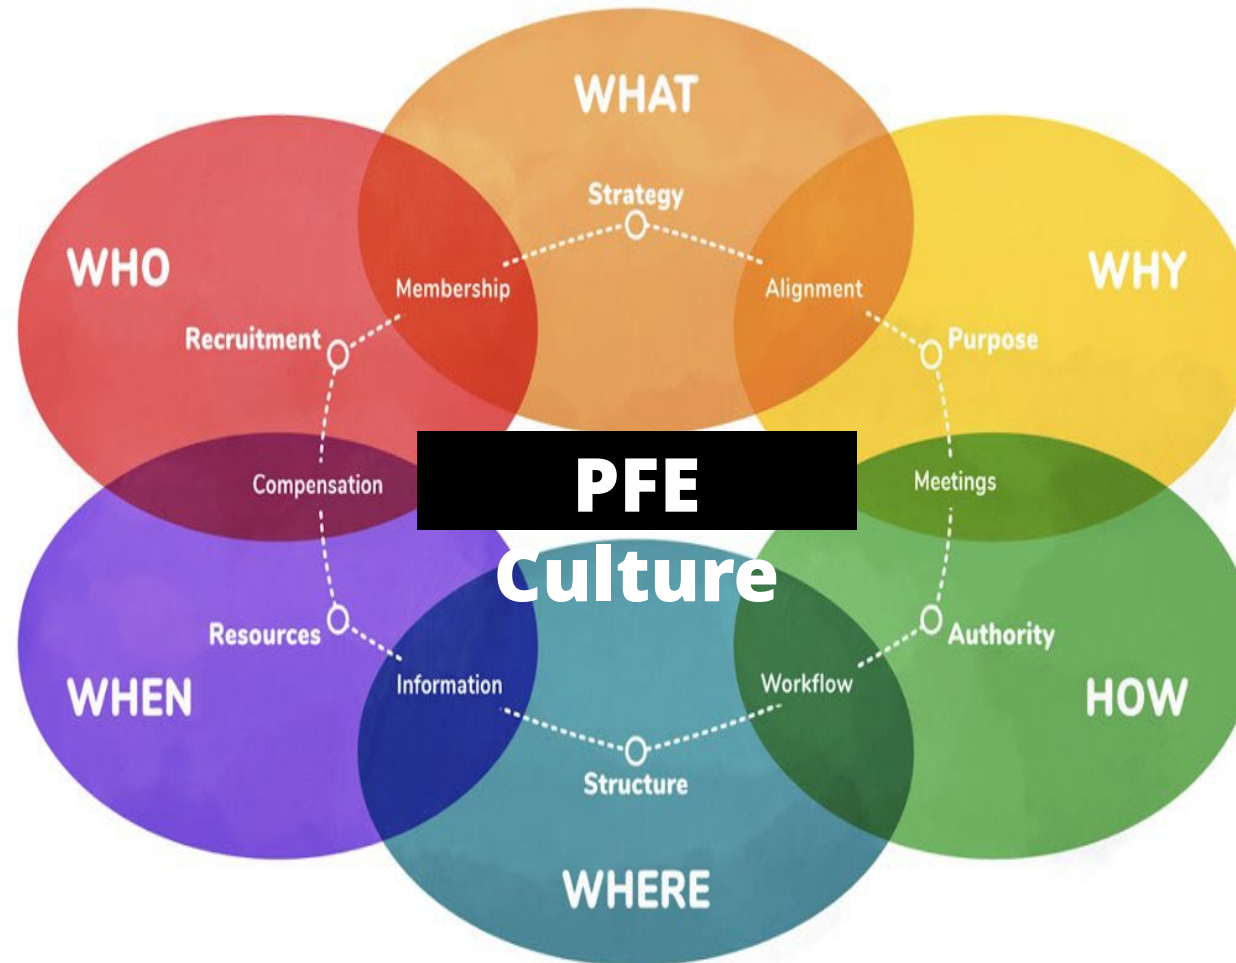 WHAT
Strategy
WHO
WHY
Membership
Alignment
Recruitment
Purpose
Compensation
PFE
Meetings
Culture
Resources
Authority
Information
Workflow
WHEN
HOW
Structure
WHERE